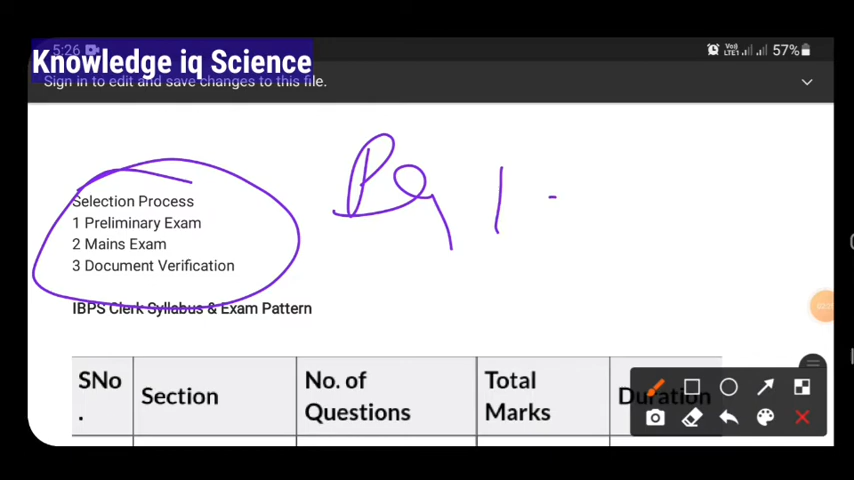 5:26
Vo9 LTE1 57%
Knowledge iq Science
Sign in to edit and save changes to this file.
Selection Process
1 Preliminary Exam
2 Mains Exam
3 Document Verification
IBPS Clerk Syllabus & Exam Pattern
SNo. Section No. of Questions Total Marks Duration